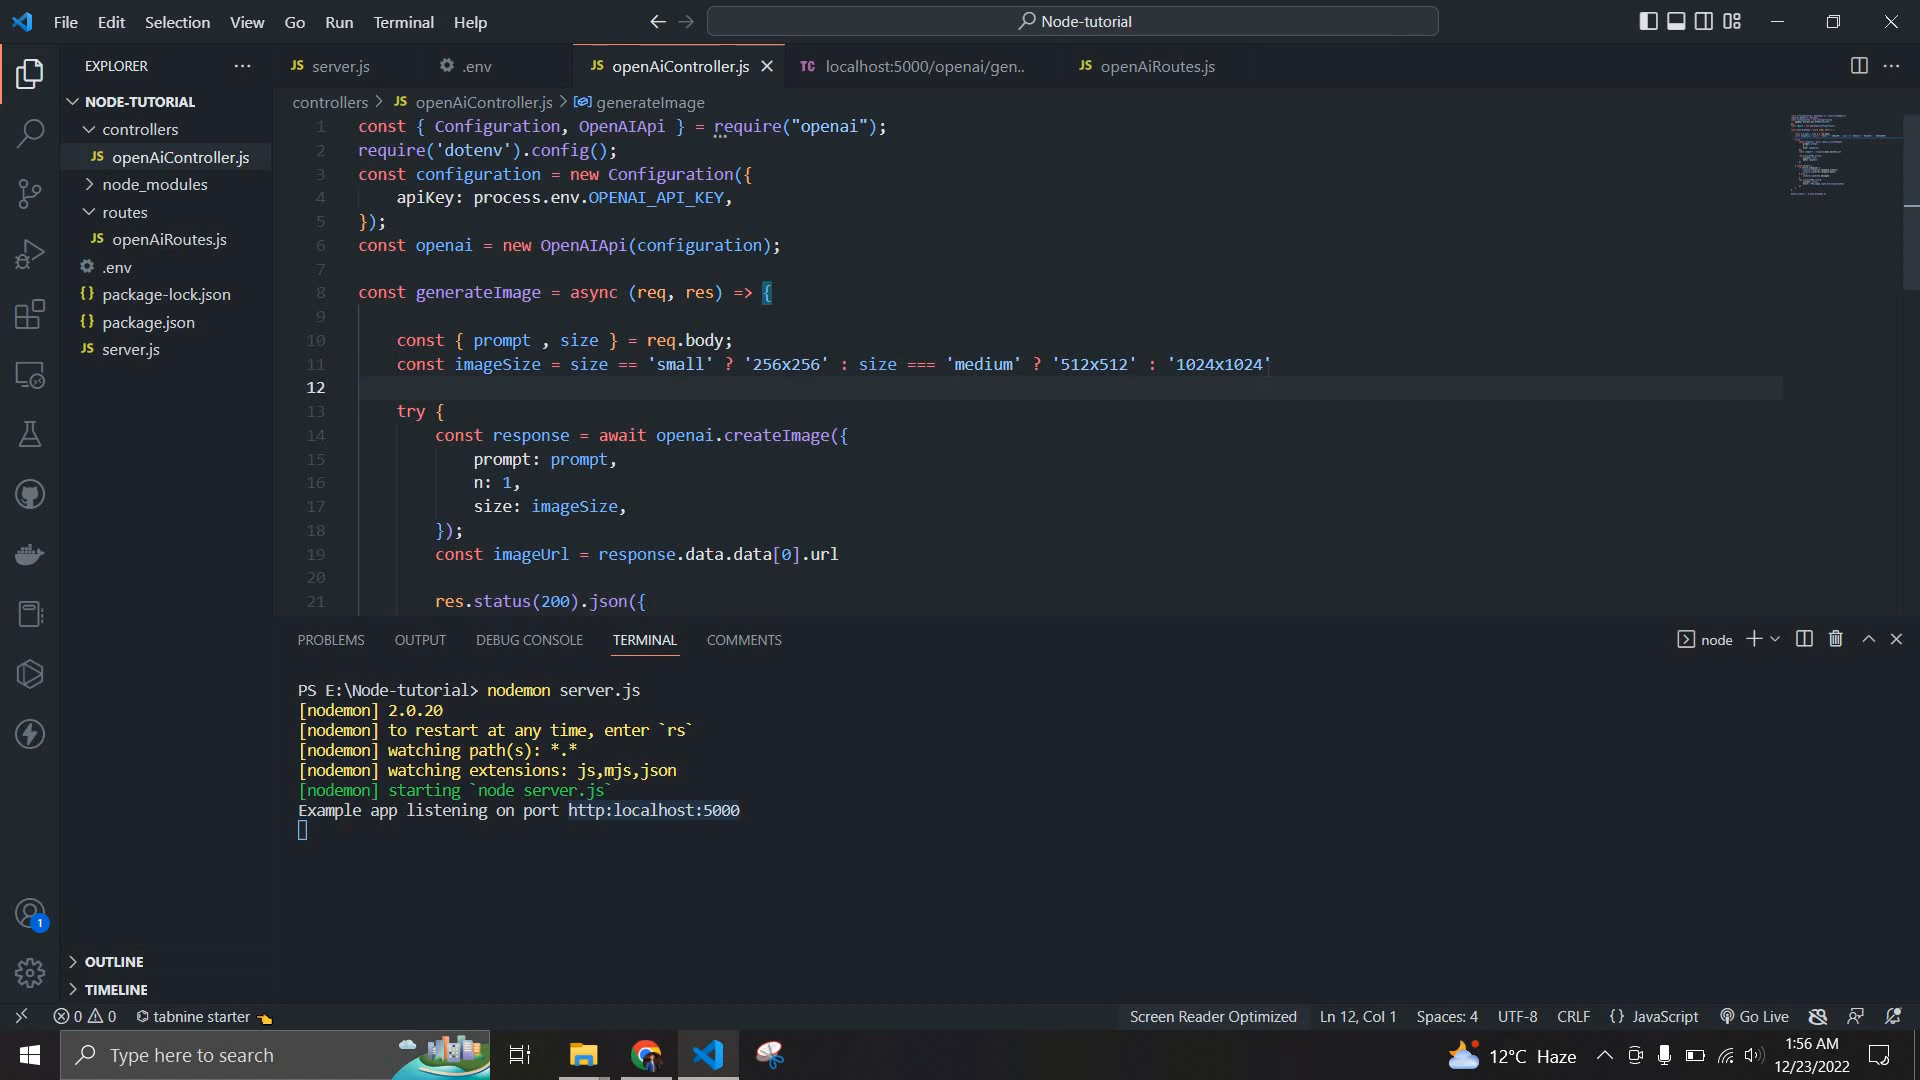 File Edit Selection View Go Run Terminal Help
Node-tutorial
EXPLORER
NODE-TUTORIAL
controllers
JS openAiController.js
node_modules
routes
JS openAiRoutes.js
.env
{} package-lock.json
{} package.json
JS server.js
OUTLINE
TIMELINE
JS server.js .env JS openAiController.js TC localhost:5000/openai/gen.. JS openAiRoutes.js
controllers > JS openAiController.js > generateImage
1 const { Configuration, OpenAIApi } = require("openai");
2 require('dotenv').config();
3 const configuration = new Configuration({
4 apiKey: process.env.OPENAI_API_KEY,
5 });
6 const openai = new OpenAIApi(configuration);
7
8 const generateImage = async (req, res) => {
9
10 const { prompt , size } = req.body;
11 const imageSize = size == 'small' ? '256x256' : size === 'medium' ? '512x512' : '1024x1024'
12
13 try {
14 const response = await openai.createImage({
15 prompt: prompt,
16 n: 1,
17 size: imageSize,
18 });
19 const imageUrl = response.data.data[0].url
20
21 res.status(200).json({
PROBLEMS OUTPUT DEBUG CONSOLE TERMINAL COMMENTS
node
PS E:\Node-tutorial> nodemon server.js
[nodemon] 2.0.20
[nodemon] to restart at any time, enter `rs`
[nodemon] watching path(s): *.*
[nodemon] watching extensions: js,mjs,json
[nodemon] starting `node server.js`
Example app listening on port http:localhost:5000
1
0 0 tabnine starter
Screen Reader Optimized Ln 12, Col 1 Spaces: 4 UTF-8 CRLF {} JavaScript Go Live
Type here to search
12°C Haze
1:56 AM
12/23/2022